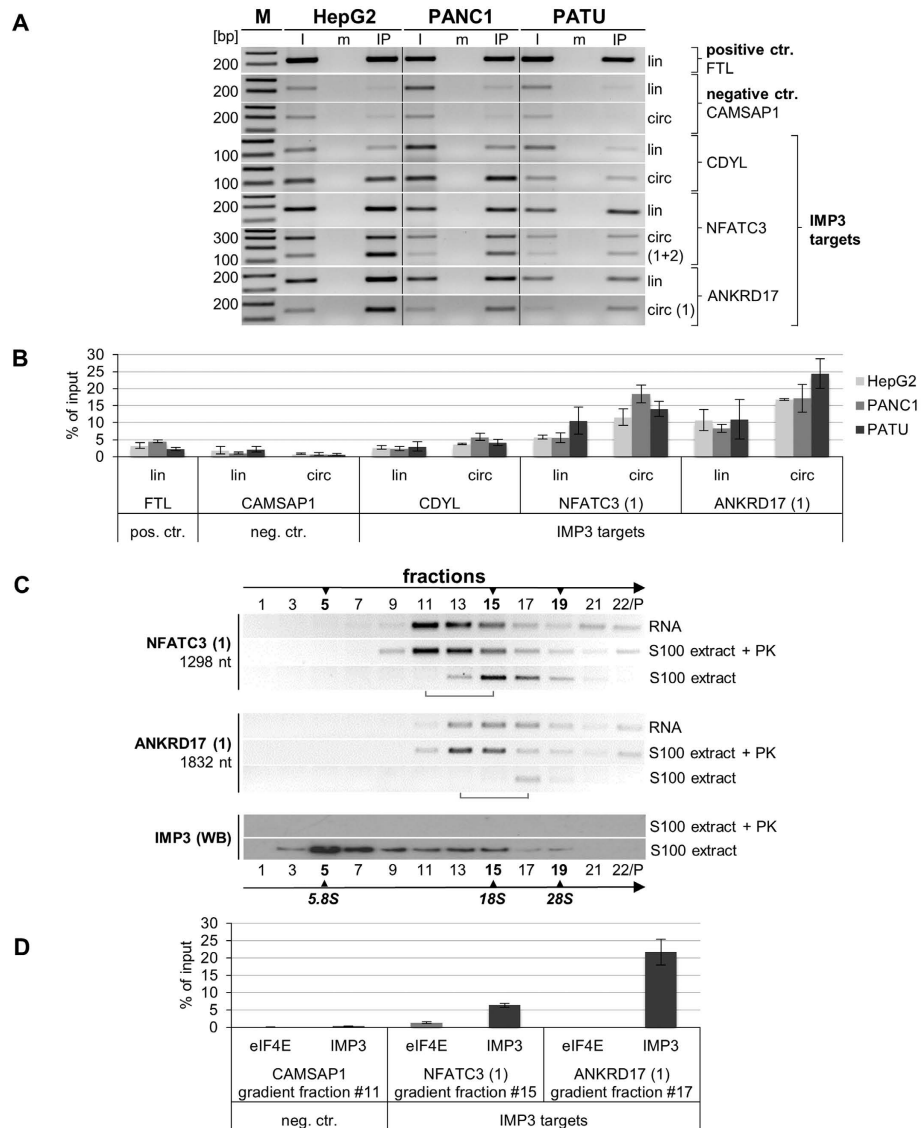 A
M HepG2 PANC1 PATU
[bp] I m IP I m IP I m IP
200 lin positive ctr. FTL
200 lin negative ctr.
200 circ CAMSAP1
100 lin CDYL
100 circ
200 lin NFATC3
300 circ
100 (1+2)
IMP3 targets
200 lin ANKRD17
200 circ (1)
B
% of input
30
25
20
15
10
5
0
HepG2
PANC1
PATU
lin lin circ lin circ lin circ lin circ
FTL CAMSAP1 CDYL NFATC3 (1) ANKRD17 (1)
pos. ctr. neg. ctr. IMP3 targets
C
fractions
1 3 5 7 9 11 13 15 17 19 21 22/P
NFATC3 (1)
1298 nt
RNA
S100 extract + PK
S100 extract
ANKRD17 (1)
1832 nt
RNA
S100 extract + PK
S100 extract
IMP3 (WB)
S100 extract + PK
S100 extract
1 3 5 7 9 11 13 15 17 19 21 22/P
5.8S 18S 28S
D
% of input
30
25
20
15
10
5
0
eIF4E IMP3 eIF4E IMP3 eIF4E IMP3
CAMSAP1 NFATC3 (1) ANKRD17 (1)
gradient fraction #11 gradient fraction #15 gradient fraction #17
neg. ctr. IMP3 targets